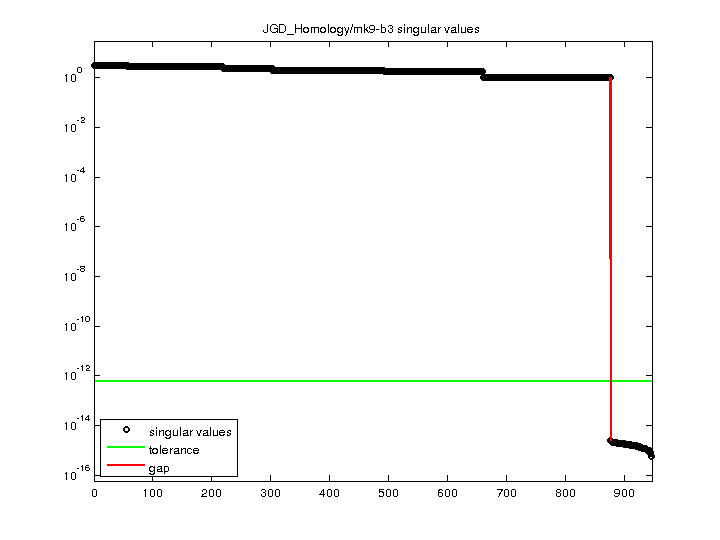 JGD_Homology/mk9-b3 singular values
10^0
10^-2
10^-4
10^-6
10^-8
10^-10
10^-12
10^-14
10^-16
singular values
tolerance
gap
0 100 200 300 400 500 600 700 800 900